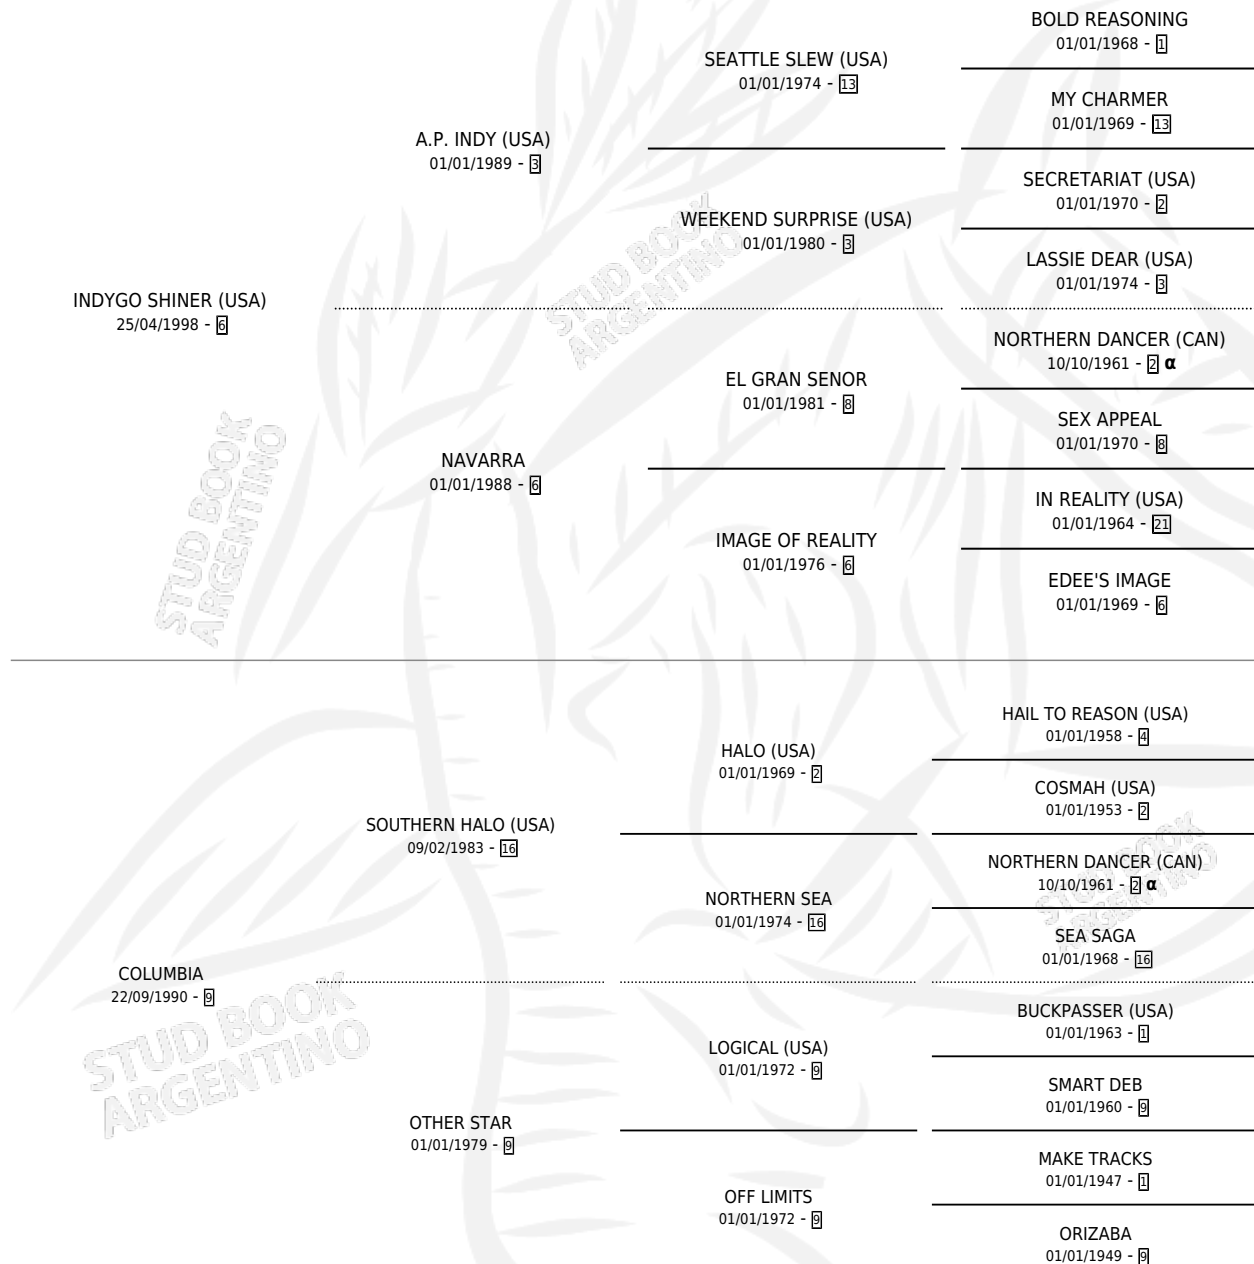 BOLD REASONING
01/01/1968 - 1
SEATTLE SLEW (USA)
01/01/1974 - 13
MY CHARMER
01/01/1969 - 13
A.P. INDY (USA)
01/01/1989 - 3
SECRETARIAT (USA)
01/01/1970 - 2
WEEKEND SURPRISE (USA)
01/01/1980 - 3
LASSIE DEAR (USA)
01/01/1974 - 3
INDYGO SHINER (USA)
25/04/1998 - 6
NORTHERN DANCER (CAN)
10/10/1961 - 2 α
EL GRAN SENOR
01/01/1981 - 8
SEX APPEAL
01/01/1970 - 8
NAVARRA
01/01/1988 - 6
IN REALITY (USA)
01/01/1964 - 21
IMAGE OF REALITY
01/01/1976 - 6
EDEE'S IMAGE
01/01/1969 - 6
HAIL TO REASON (USA)
01/01/1958 - 4
HALO (USA)
01/01/1969 - 2
COSMAH (USA)
01/01/1953 - 2
SOUTHERN HALO (USA)
09/02/1983 - 16
NORTHERN DANCER (CAN)
10/10/1961 - 2 α
NORTHERN SEA
01/01/1974 - 16
SEA SAGA
01/01/1968 - 16
COLUMBIA
22/09/1990 - 9
BUCKPASSER (USA)
01/01/1963 - 1
LOGICAL (USA)
01/01/1972 - 9
SMART DEB
01/01/1960 - 9
OTHER STAR
01/01/1979 - 9
MAKE TRACKS
01/01/1947 - 1
OFF LIMITS
01/01/1972 - 9
ORIZABA
01/01/1949 - 9
STUD BOOK
ARGENTINO
STUD BOOK
ARGENTINO
STUD BOOK
ARGENTINO
STUD BOOK
ARGENTINO